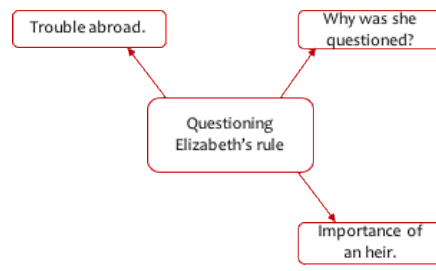 Trouble abroad.
Why was she
questioned?
Questioning
Elizabeth's rule
Importance of
an heir.